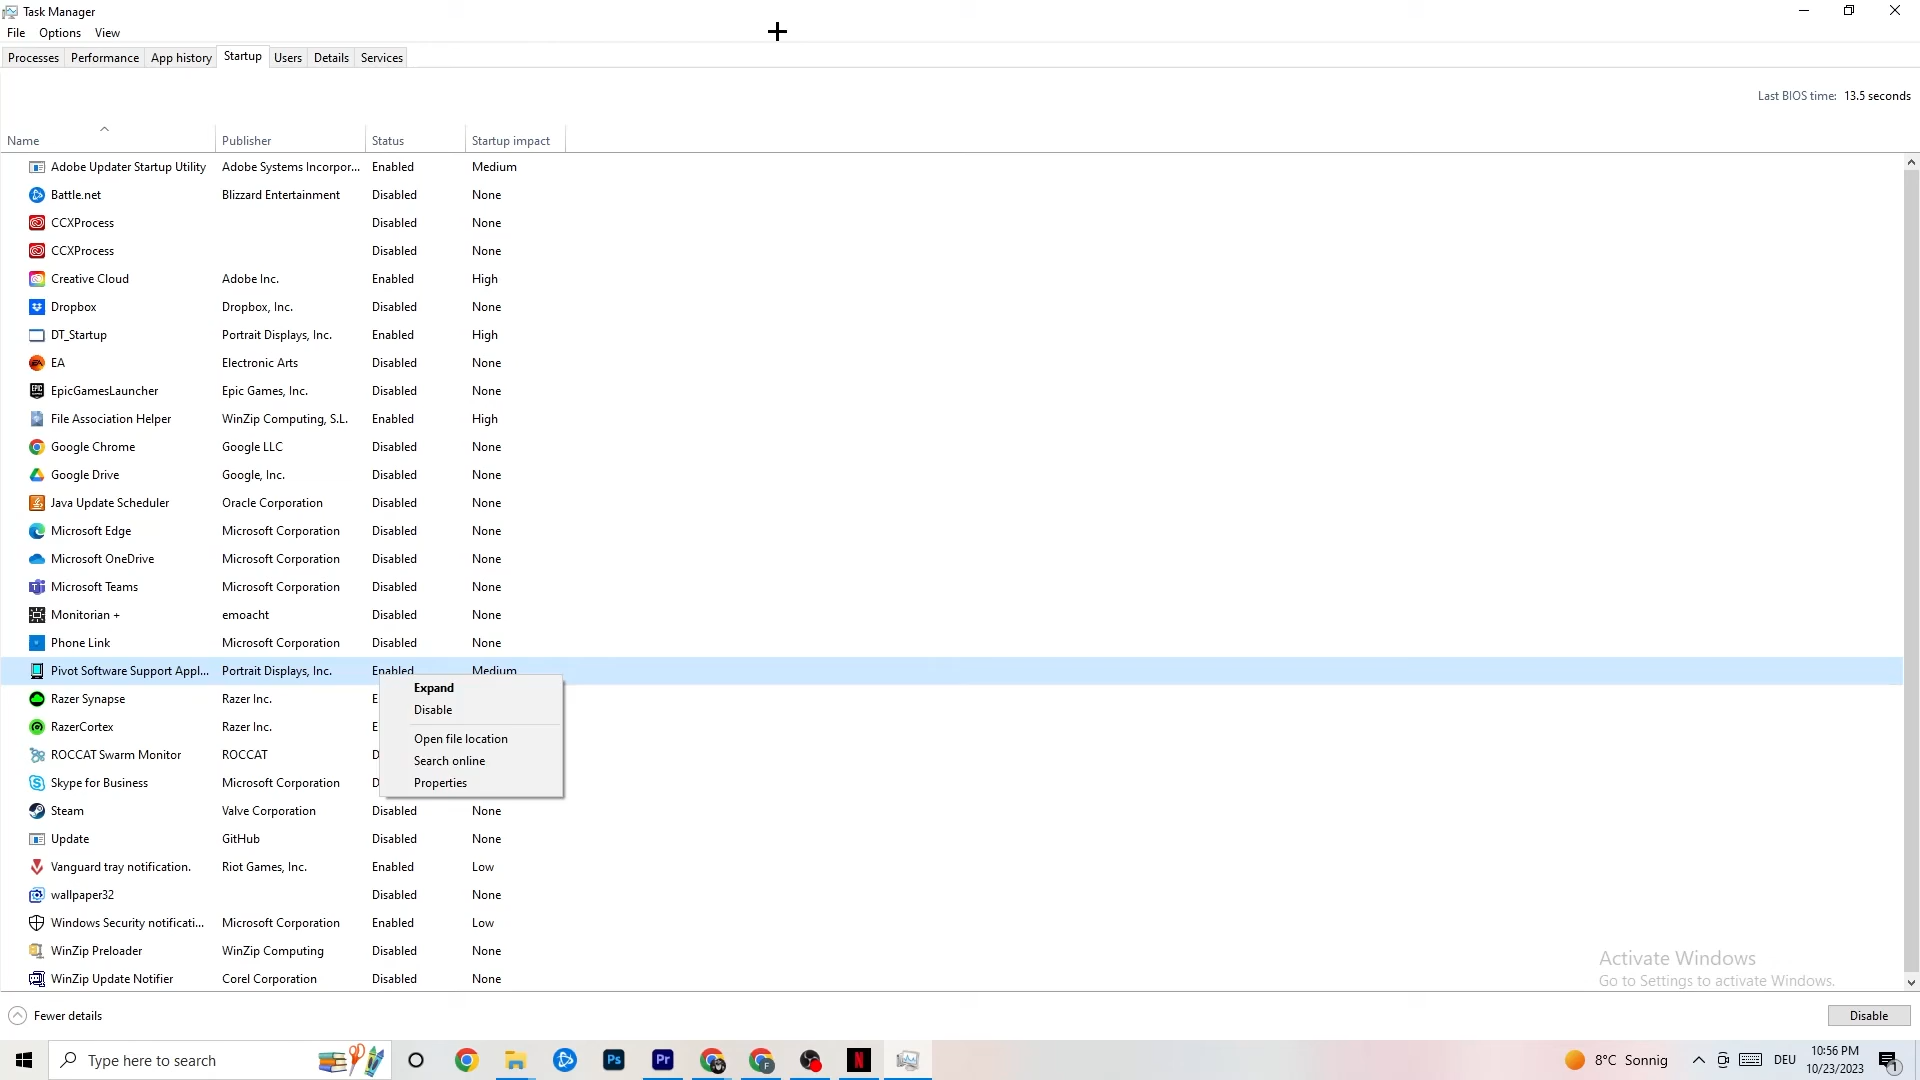 Task Manager
File Options View
Processes Performance App history Startup Users Details Services
Last BIOS time: 13.5 seconds
Name Publisher Status Startup impact
Adobe Updater Startup Utility Adobe Systems Incorpor... Enabled Medium
Battle.net Blizzard Entertainment Disabled None
CCXProcess Disabled None
CCXProcess Disabled None
Creative Cloud Adobe Inc. Enabled High
Dropbox Dropbox, Inc. Disabled None
DT_Startup Portrait Displays, Inc. Enabled High
EA Electronic Arts Disabled None
EpicGamesLauncher Epic Games, Inc. Disabled None
File Association Helper WinZip Computing, S.L. Enabled High
Google Chrome Google LLC Disabled None
Google Drive Google, Inc. Disabled None
Java Update Scheduler Oracle Corporation Disabled None
Microsoft Edge Microsoft Corporation Disabled None
Microsoft OneDrive Microsoft Corporation Disabled None
Microsoft Teams Microsoft Corporation Disabled None
Monitorian + emoacht Disabled None
Phone Link Microsoft Corporation Disabled None
Pivot Software Support Appl... Portrait Displays, Inc. Enabled Medium
Razer Synapse Razer Inc. E
RazerCortex Razer Inc. E
ROCCAT Swarm Monitor ROCCAT D
Skype for Business Microsoft Corporation D
Expand
Disable
Open file location
Search online
Properties
Steam Valve Corporation Disabled None
Update GitHub Disabled None
Vanguard tray notification. Riot Games, Inc. Enabled Low
wallpaper32 Disabled None
Windows Security notificati... Microsoft Corporation Enabled Low
WinZip Preloader WinZip Computing Disabled None
WinZip Update Notifier Corel Corporation Disabled None
Activate Windows
Go to Settings to activate Windows.
Fewer details Disable
Type here to search Ps Pr F N 8°C Sonnig DEU 10:56 PM
10/23/2023 1